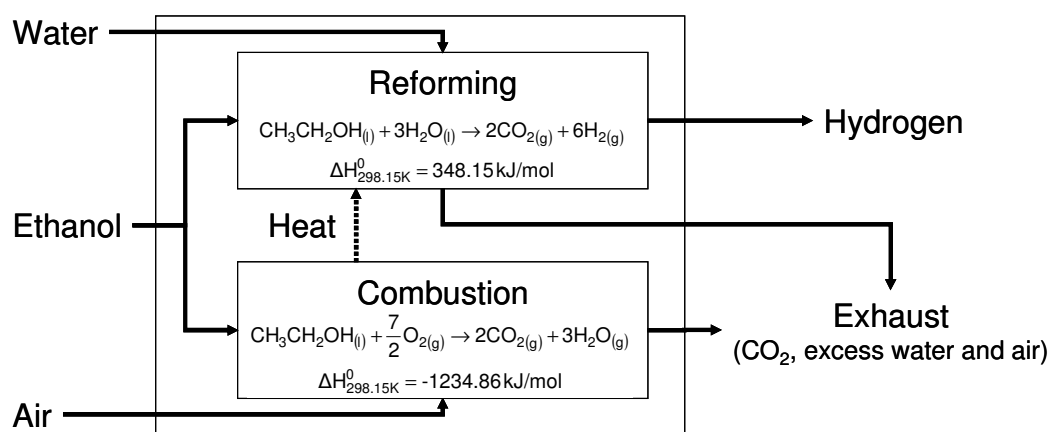 Water
Reforming
CH₃CH₂OH₍ₗ₎ + 3H₂O₍ₗ₎ → 2CO₂₍g₎ + 6H₂₍g₎
ΔH⁰₂₉₈.₁₅K = 348.15 kJ/mol
Hydrogen
Ethanol
Heat
Combustion
CH₃CH₂OH₍ₗ₎ + 7/2 O₂₍g₎ → 2CO₂₍g₎ + 3H₂O₍g₎
ΔH⁰₂₉₈.₁₅K = -1234.86 kJ/mol
Exhaust
(CO₂, excess water and air)
Air